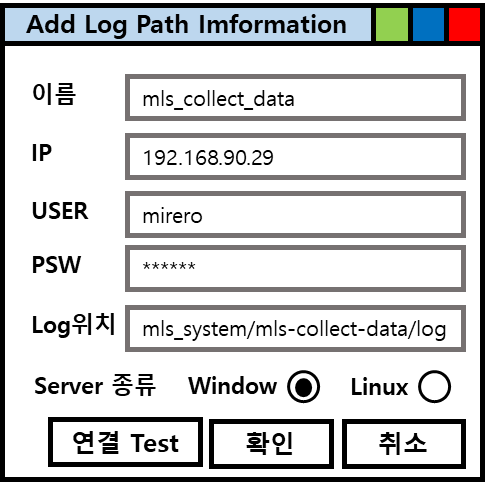 Add Log Path Imformation
이름 mls_collect_data
IP 192.168.90.29
USER mirero
PSW ******
Log위치 mls_system/mls-collect-data/log
Server 종류 Window Linux
연결 Test 확인 취소